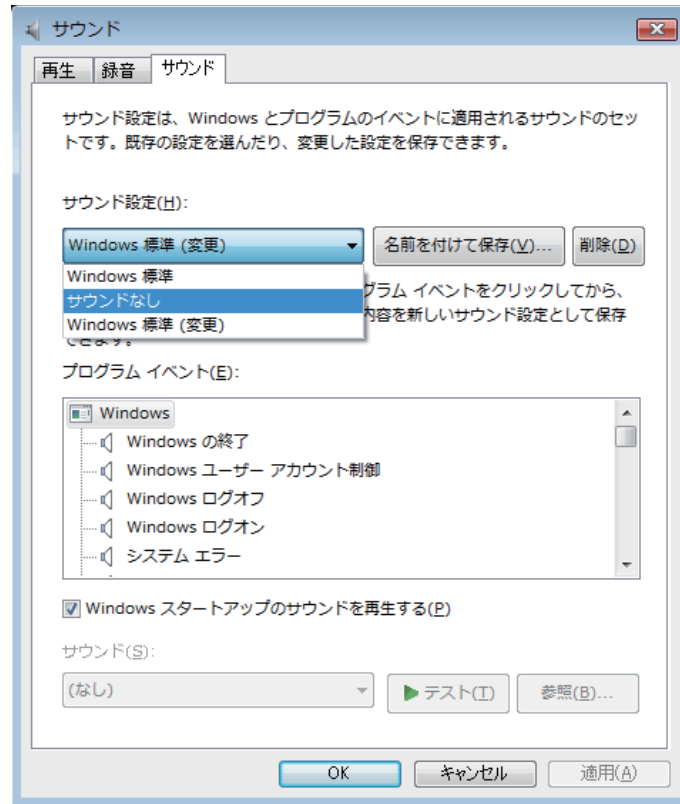 サウンド
再生 録音 サウンド
サウンド設定は、Windows とプログラムのイベントに適用されるサウンドのセッ
トです。既存の設定を選んだり、変更した設定を保存できます。
サウンド設定(H):
Windows 標準 (変更) 名前を付けて保存(V)... 削除(D)
Windows 標準
サウンドなし
Windows 標準 (変更)
グラム イベントをクリックしてから、
内容を新しいサウンド設定として保存
できます。
プログラム イベント(E):
Windows
Windows の終了
Windows ユーザー アカウント制御
Windows ログオフ
Windows ログオン
システム エラー
Windows スタートアップのサウンドを再生する(P)
サウンド(S):
(なし) テスト(T) 参照(B)...
OK キャンセル 適用(A)